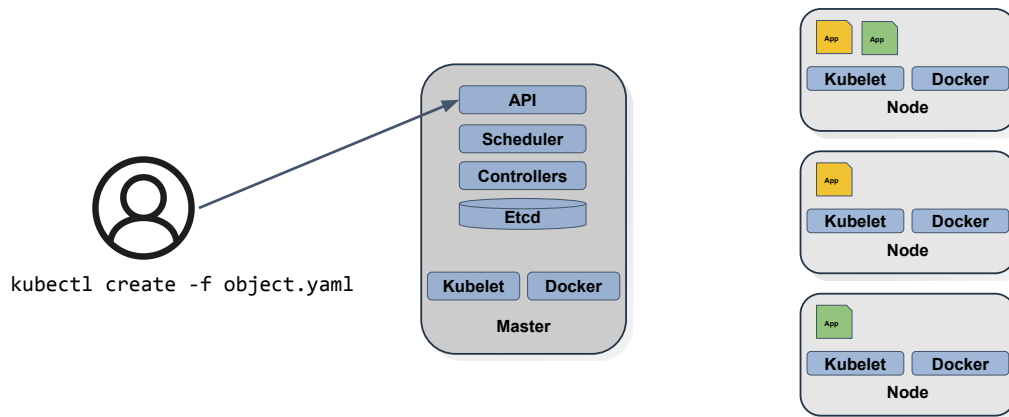 kubectl create -f object.yaml
API
Scheduler
Controllers
Etcd
Kubelet Docker
Master
App App
Kubelet Docker
Node
App
Kubelet Docker
Node
App
Kubelet Docker
Node